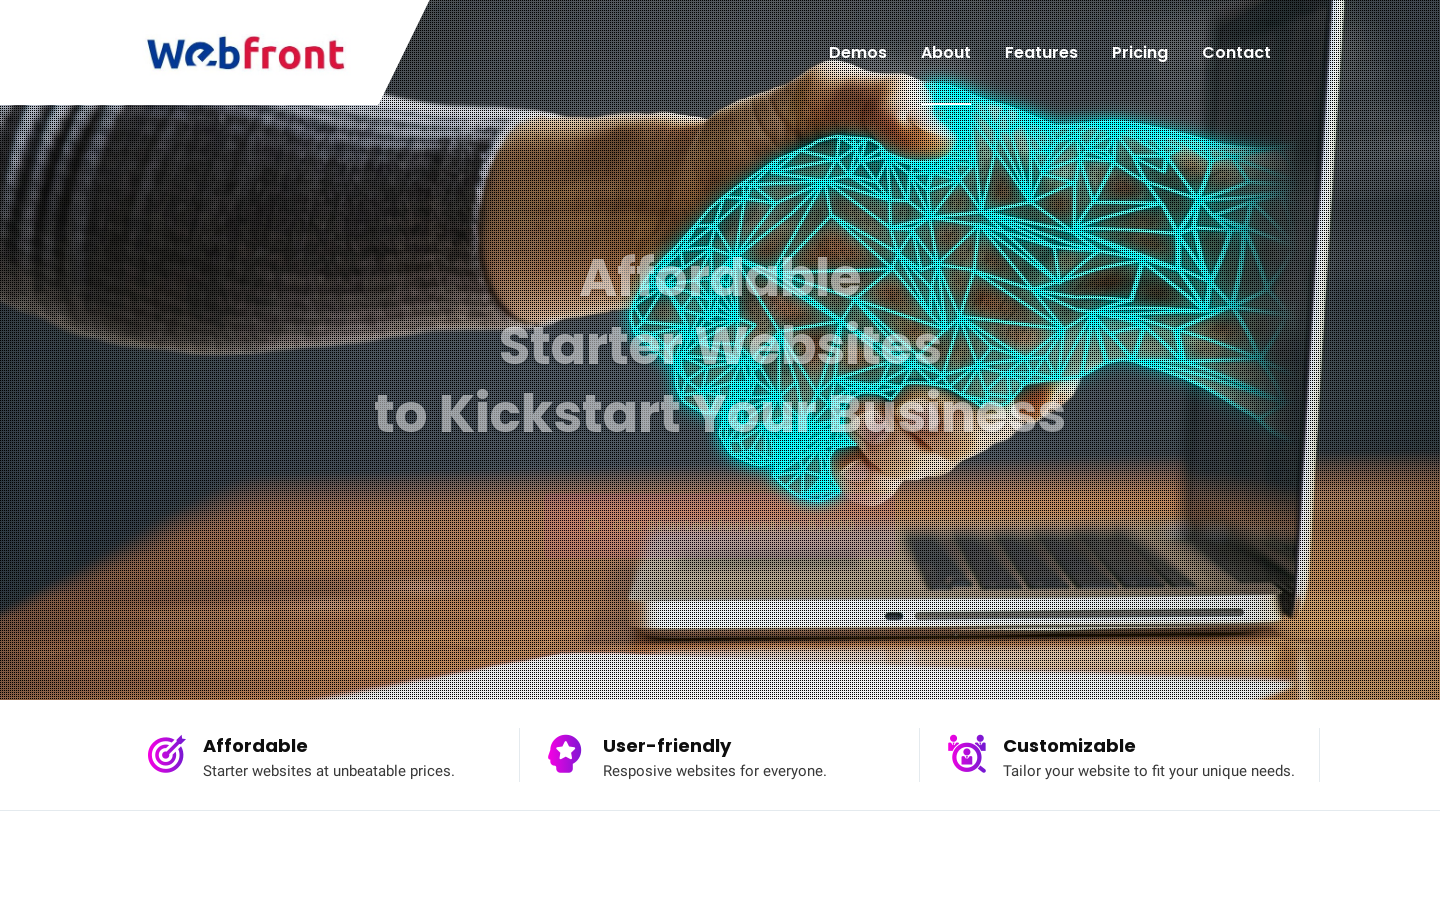 Webfront
Demos About Features Pricing Contact
Affordable
Starter Websites
to Kickstart Your Business
Affordable
Starter websites at unbeatable prices.
User-friendly
Resposive websites for everyone.
Customizable
Tailor your website to fit your unique needs.